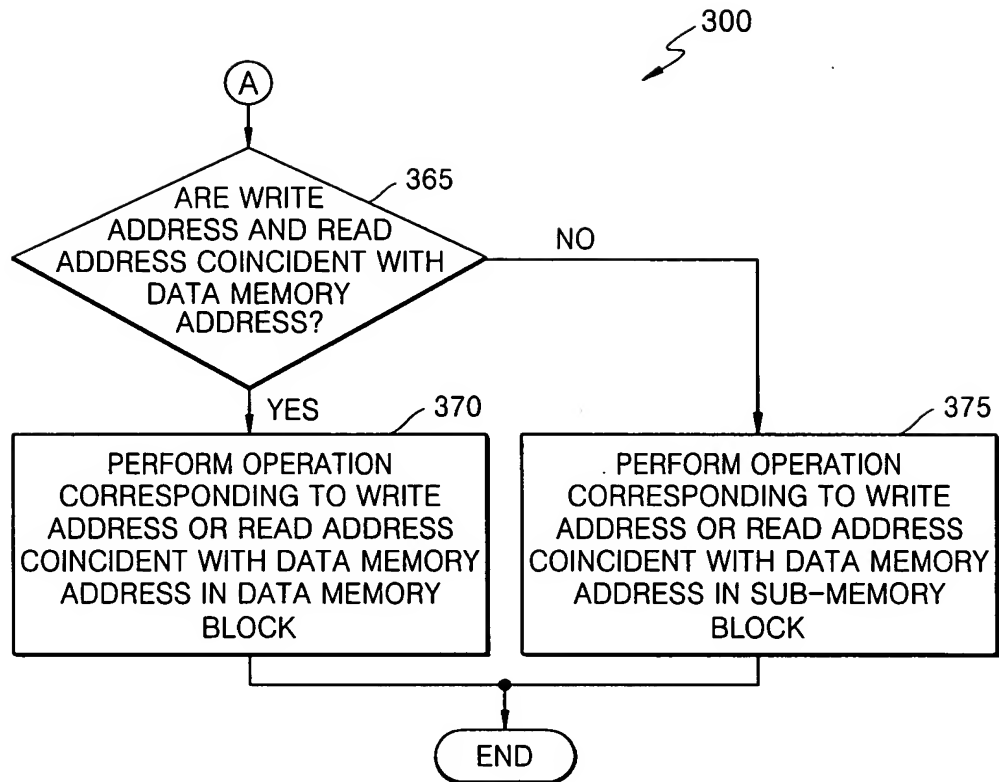 300
A
365
ARE WRITE
ADDRESS AND READ
ADDRESS COINCIDENT WITH
DATA MEMORY
ADDRESS?
NO
YES
370
PERFORM OPERATION
CORRESPONDING TO WRITE
ADDRESS OR READ ADDRESS
COINCIDENT WITH DATA MEMORY
ADDRESS IN DATA MEMORY
BLOCK
375
PERFORM OPERATION
CORRESPONDING TO WRITE
ADDRESS OR READ ADDRESS
COINCIDENT WITH DATA MEMORY
ADDRESS IN SUB-MEMORY
BLOCK
END